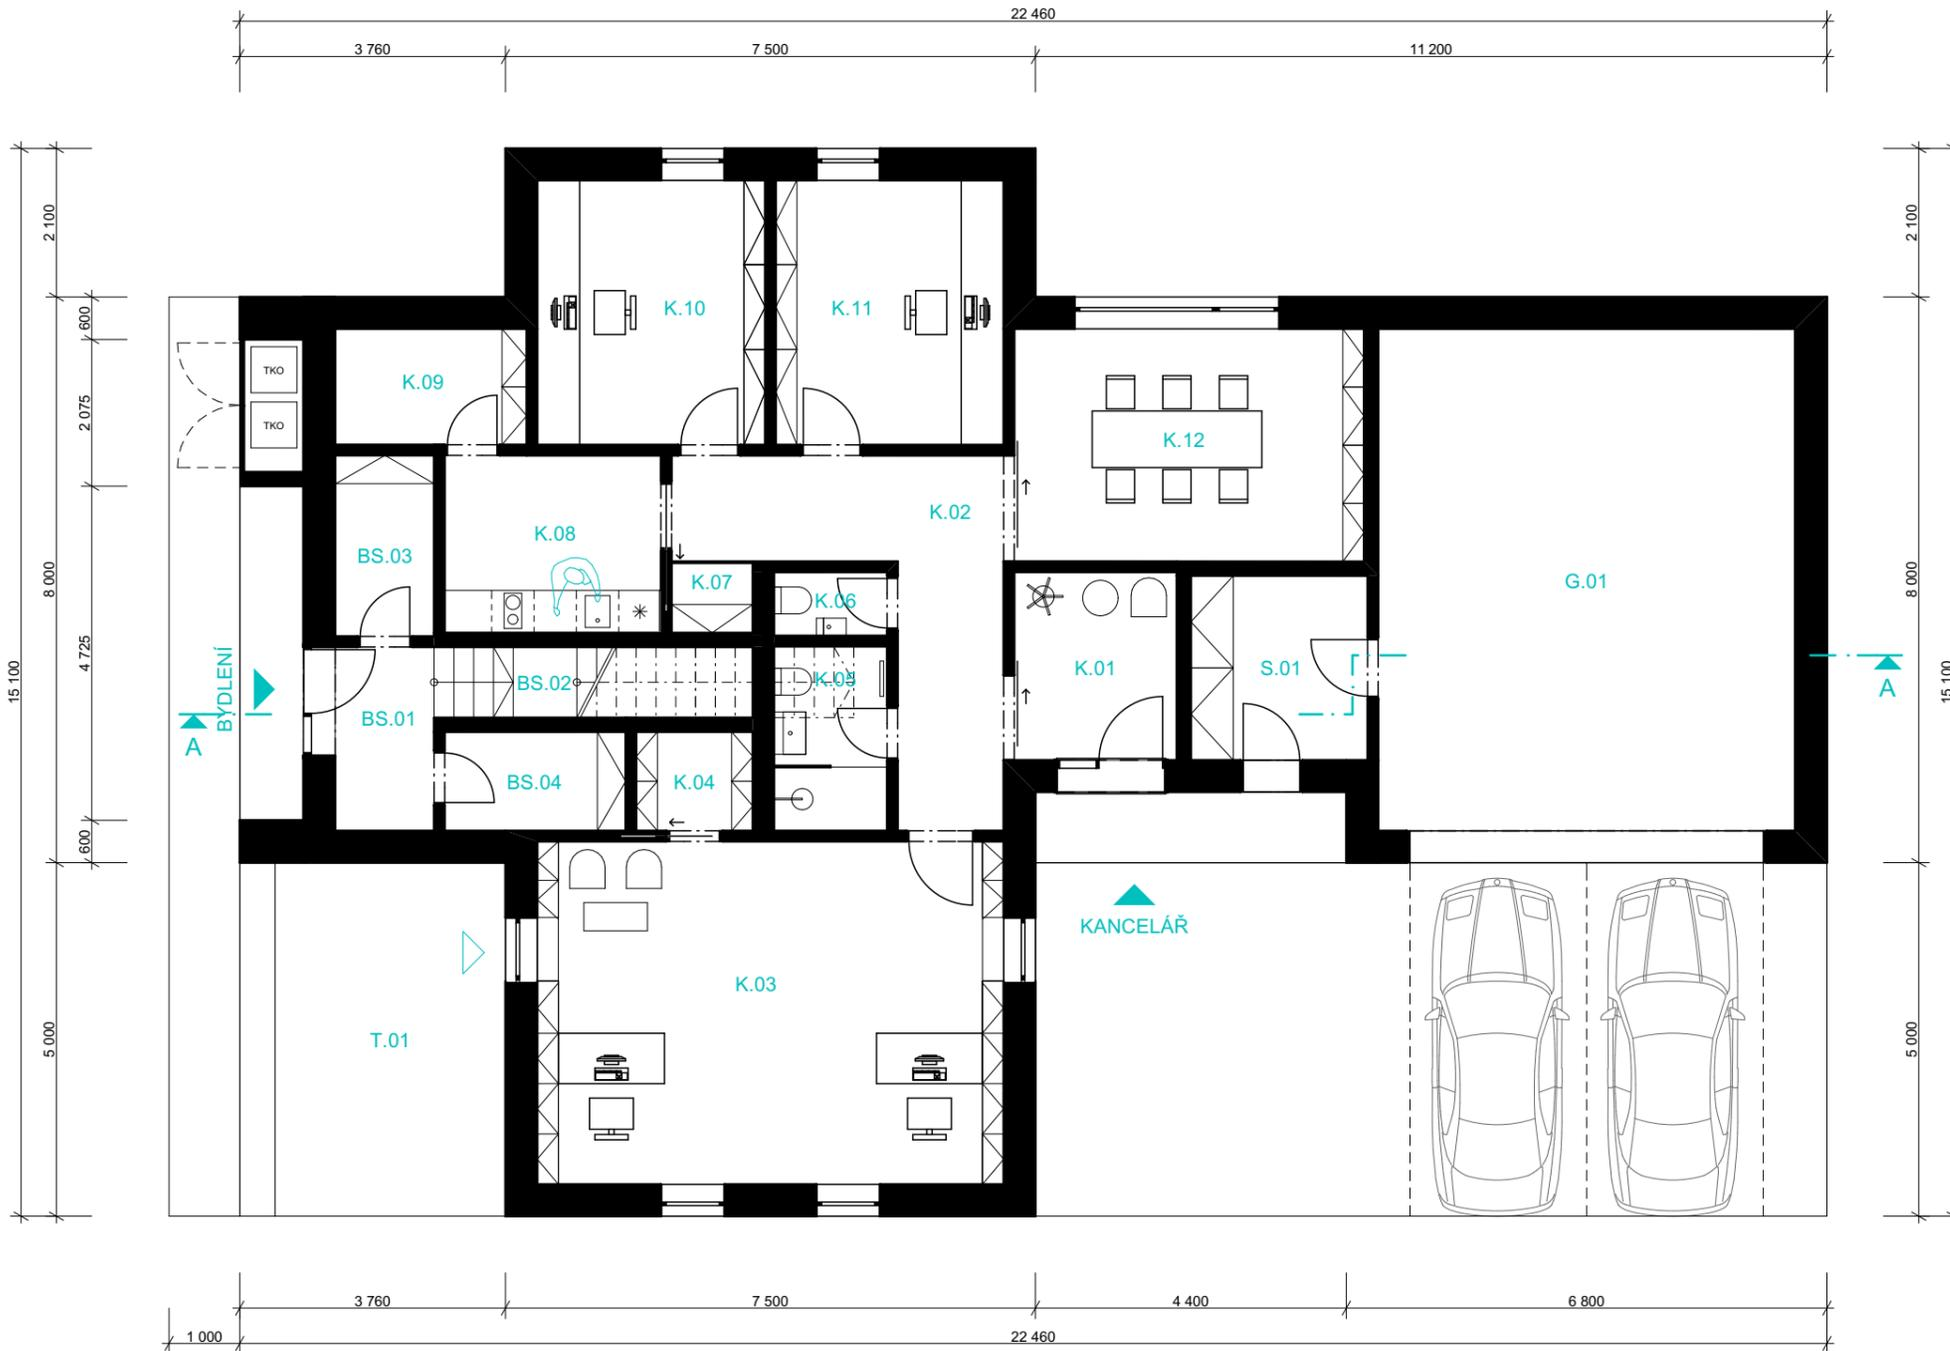 22 460
3 760
7 500
11 200
2 100
2 100
600
2 075
8 000
4 725
600
15 100
5 000
8 000
15 100
5 000
K.10
K.11
K.09
TKO
TKO
K.12
K.02
K.08
BS.03
K.07
K.06
G.01
K.01
S.01
BS.02
K.05
BS.01
BYDLENÍ
A
A
BS.04
K.04
KANCELÁŘ
K.03
T.01
3 760
7 500
4 400
6 800
1 000
22 460